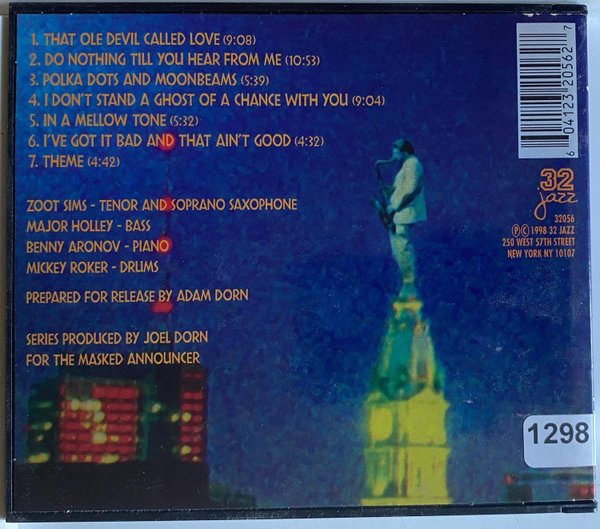 1. THAT OLE DEVIL CALLED LOVE (9:08)
2. DO NOTHING TILL YOU HEAR FROM ME (10:53)
3. POLKA DOTS AND MOONBEAMS (5:39)
4. I DON'T STAND A GHOST OF A CHANCE WITH YOU (9:04)
5. IN A MELLOW TONE (5:32)
6. I'VE GOT IT BAD AND THAT AIN'T GOOD (4:32)
7. THEME (4:42)
ZOOT SIMS - TENOR AND SOPRANO SAXOPHONE
MAJOR HOLLEY - BASS
BENNY ARONOV - PIANO
MICKEY ROKER - DRUMS
PREPARED FOR RELEASE BY ADAM DORN
SERIES PRODUCED BY JOEL DORN
FOR THE MASKED ANNOUNCER
6 04123 20562 7
32
jazz
32056
℗© 1998 32 JAZZ
250 WEST 57TH STREET
NEW YORK NY 10107
1298